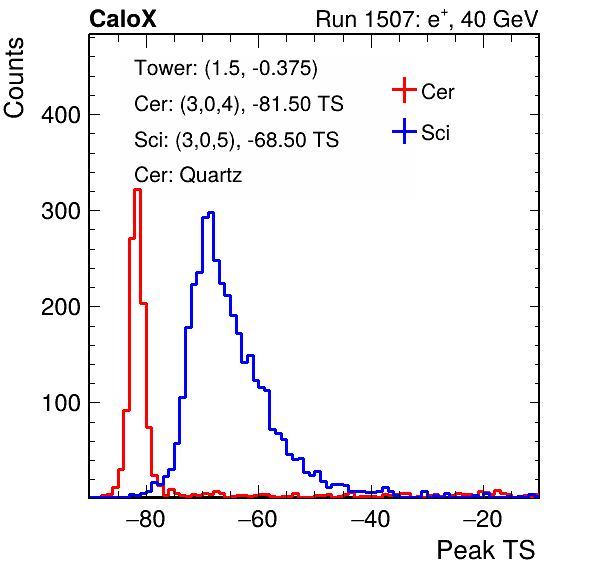 CaloX Run 1507: e⁺, 40 GeV
Counts
Tower: (1.5, -0.375)
Cer: (3,0,4), -81.50 TS
Sci: (3,0,5), -68.50 TS
Cer: Quartz
Cer
Sci
400
300
200
100
−80 −60 −40 −20
Peak TS